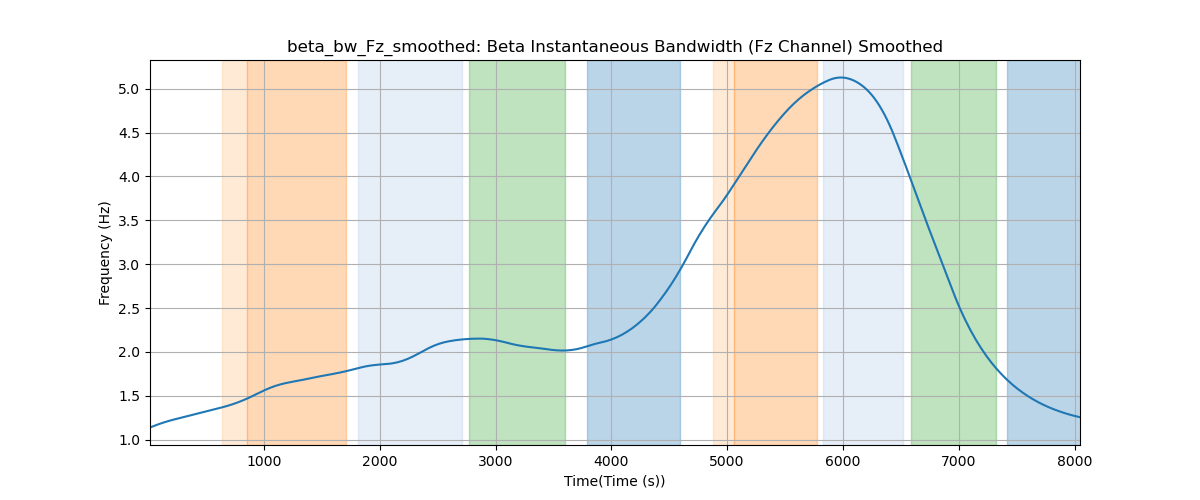 beta_bw_Fz_smoothed: Beta Instantaneous Bandwidth (Fz Channel) Smoothed
Frequency (Hz)
5.0
4.5
4.0
3.5
3.0
2.5
2.0
1.5
1.0
1000 2000 3000 4000 5000 6000 7000 8000
Time(Time (s))